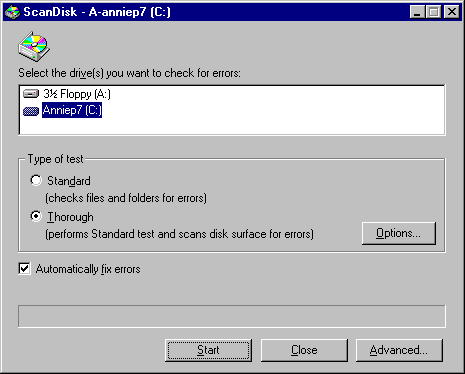 ScanDisk - A-anniep7 (C:)
Select the drive(s) you want to check for errors:
3½ Floppy (A:)
Anniep7 (C:)
Type of test
Standard
(checks files and folders for errors)
Thorough
(performs Standard test and scans disk surface for errors)
Options...
Automatically fix errors
Start Close Advanced...